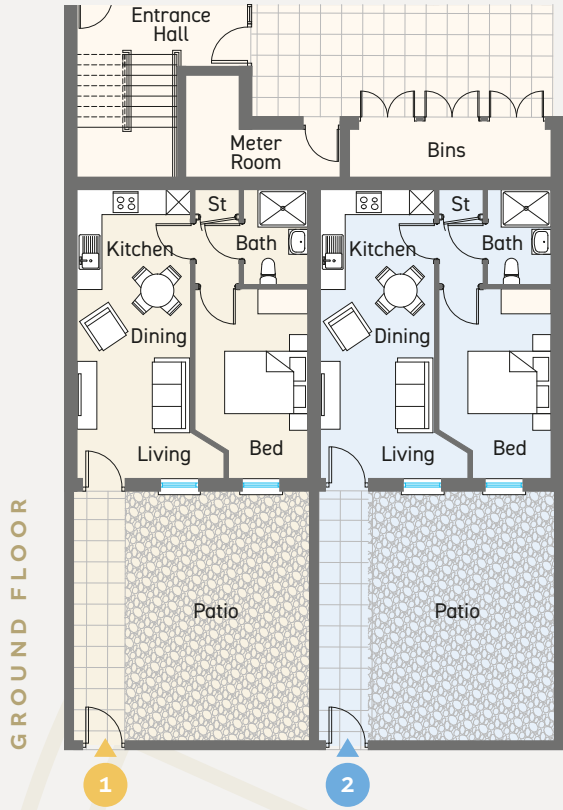 Entrance
Hall
Meter
Room
Bins
St
St
Kitchen
Bath
Kitchen
Bath
Dining
Dining
Living
Bed
Living
Bed
GROUND FLOOR
Patio
Patio
1
2